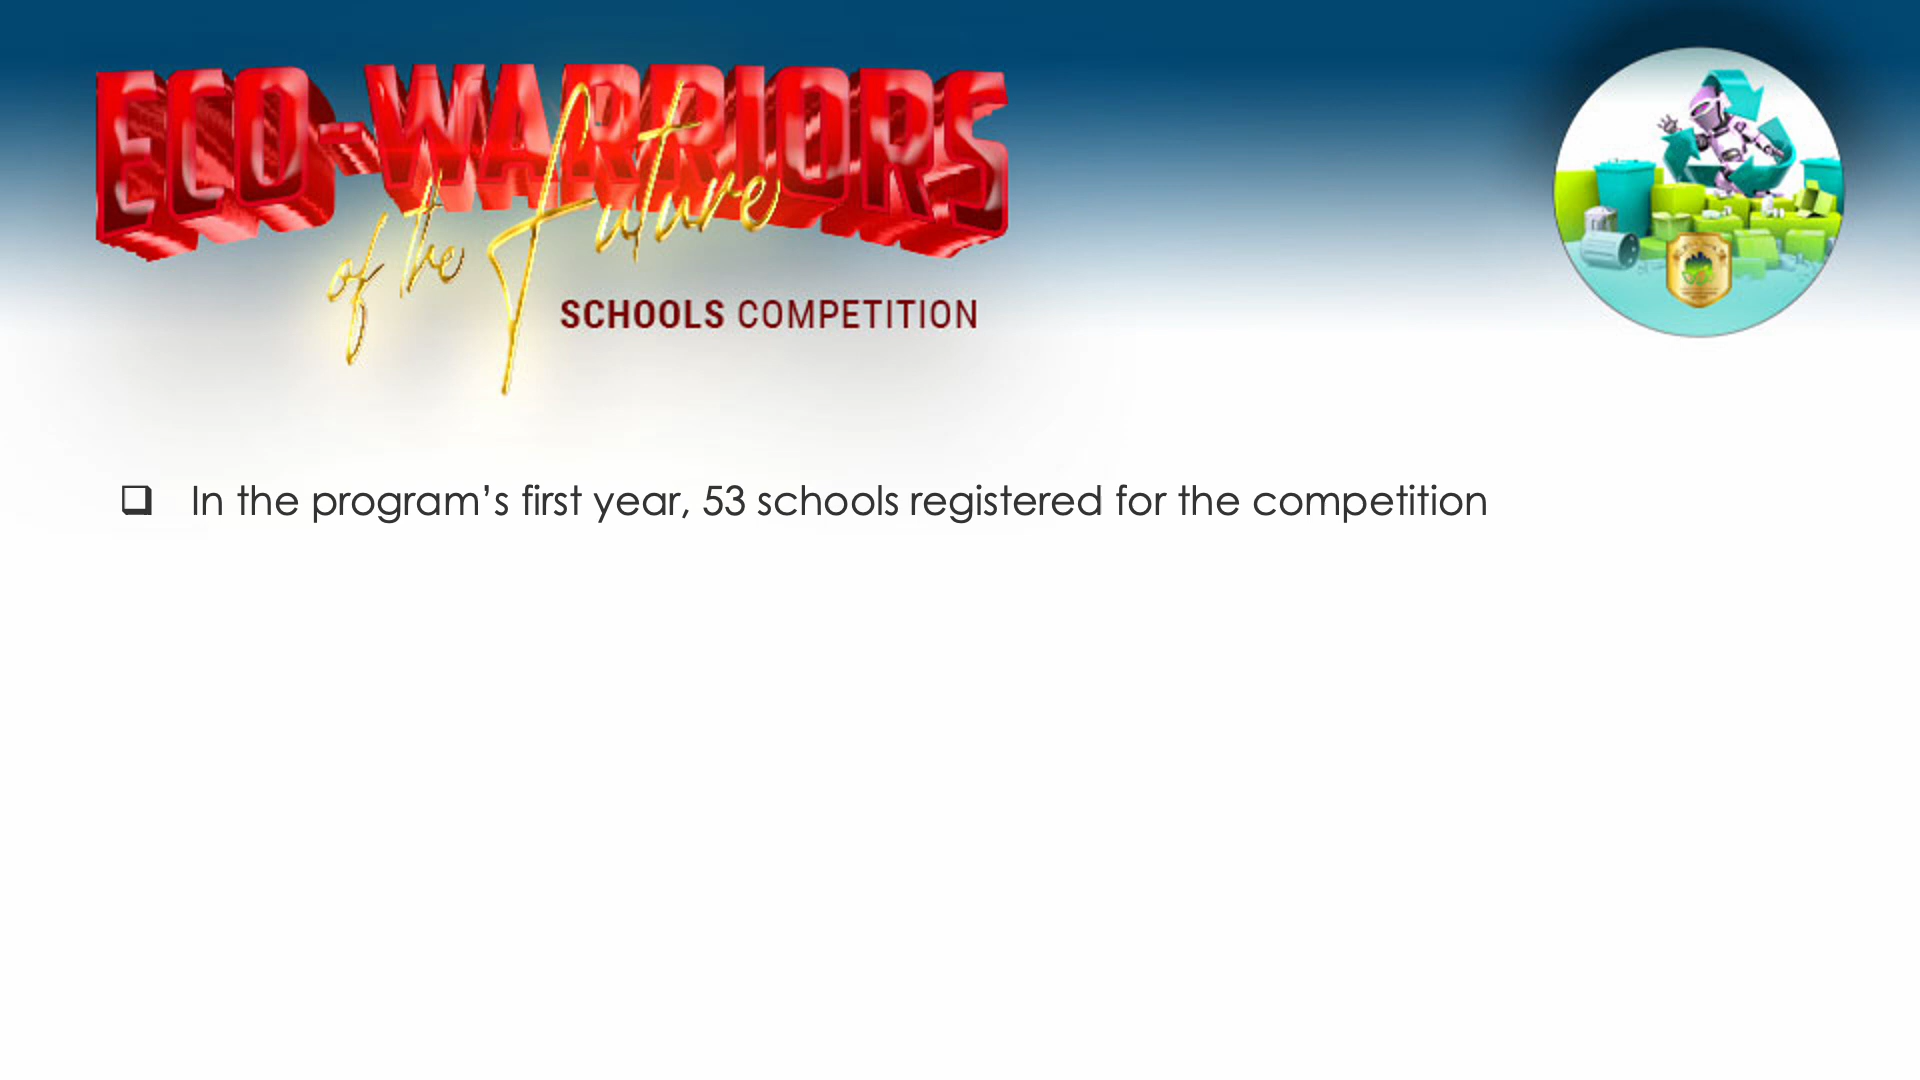 ECO-WARRIORS
of the Future
SCHOOLS COMPETITION
❑ In the program’s first year, 53 schools registered for the competition